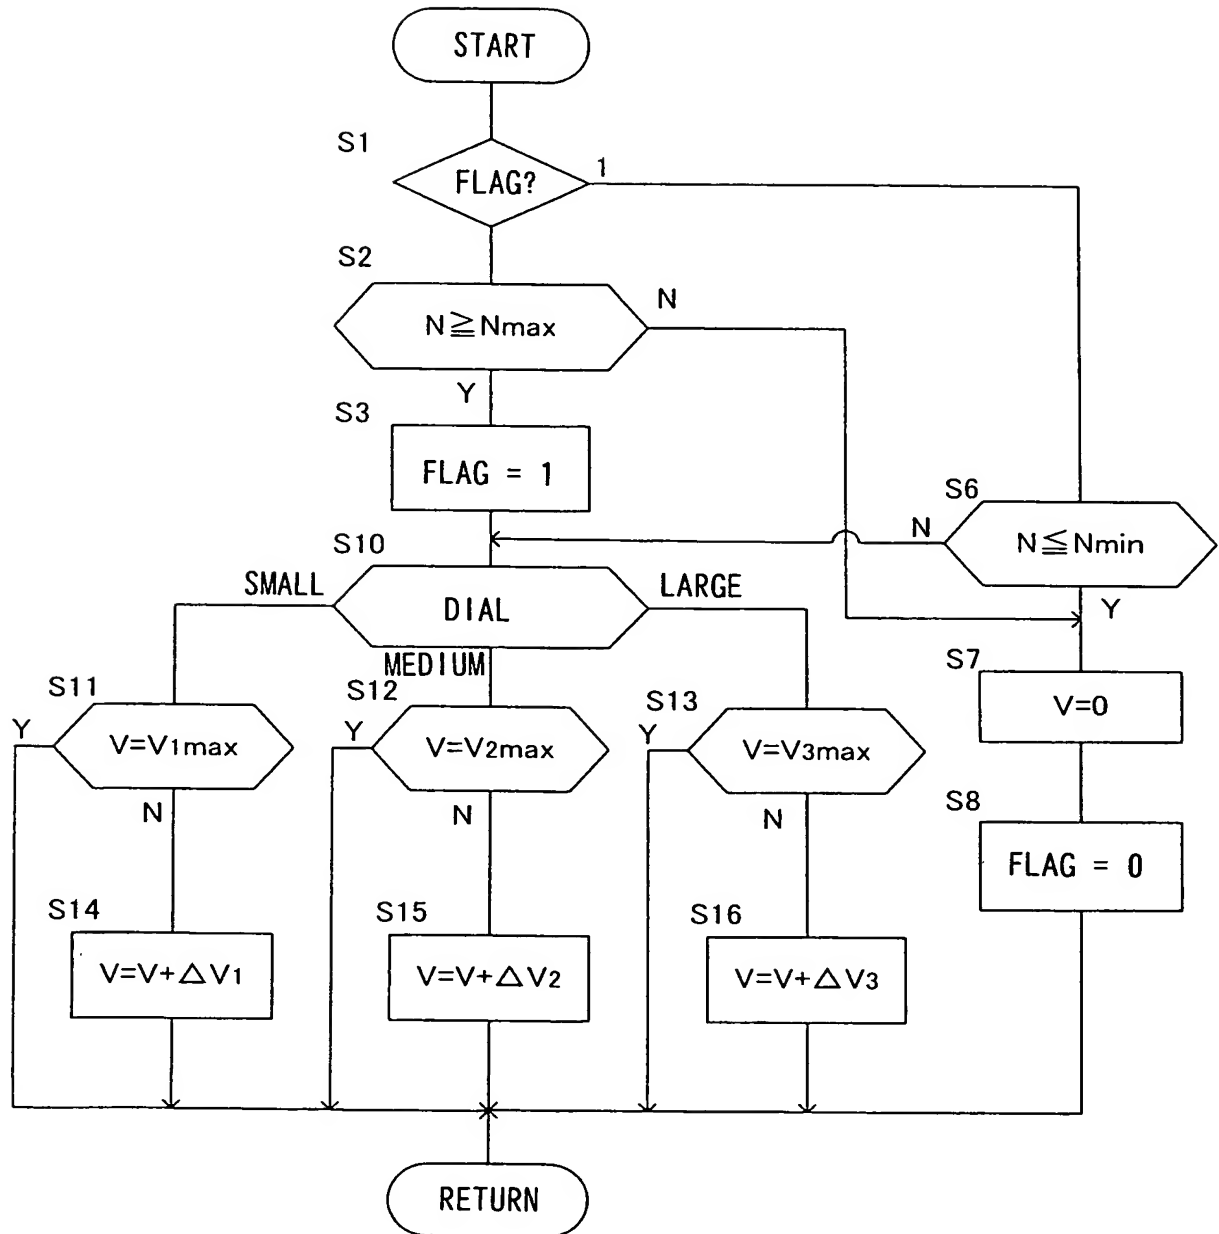 START
S1
FLAG?
1
S2
N≧Nmax
N
Y
S3
FLAG = 1
S6
N≦Nmin
N
Y
S10
DIAL
SMALL
MEDIUM
LARGE
S7
V=0
S11
V=V1max
Y
N
S12
V=V2max
Y
N
S13
V=V3max
Y
N
S8
FLAG = 0
S14
V=V+△V1
S15
V=V+△V2
S16
V=V+△V3
RETURN